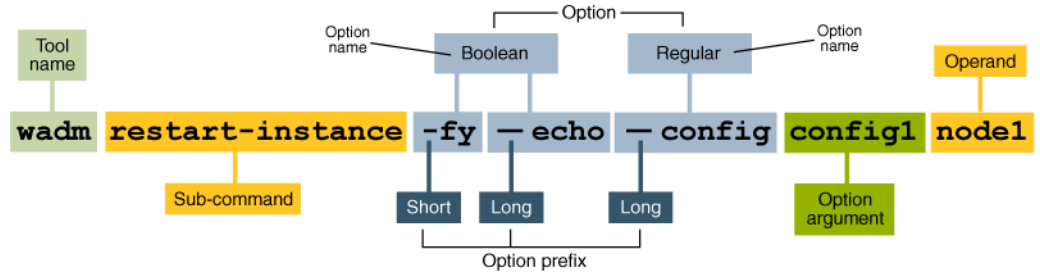 Option
Tool
name
Option
name
Boolean
Regular
Option
name
Operand
wadm restart-instance -fy — echo — config config1 node1
Sub-command
Short
Long
Long
Option
argument
Option prefix